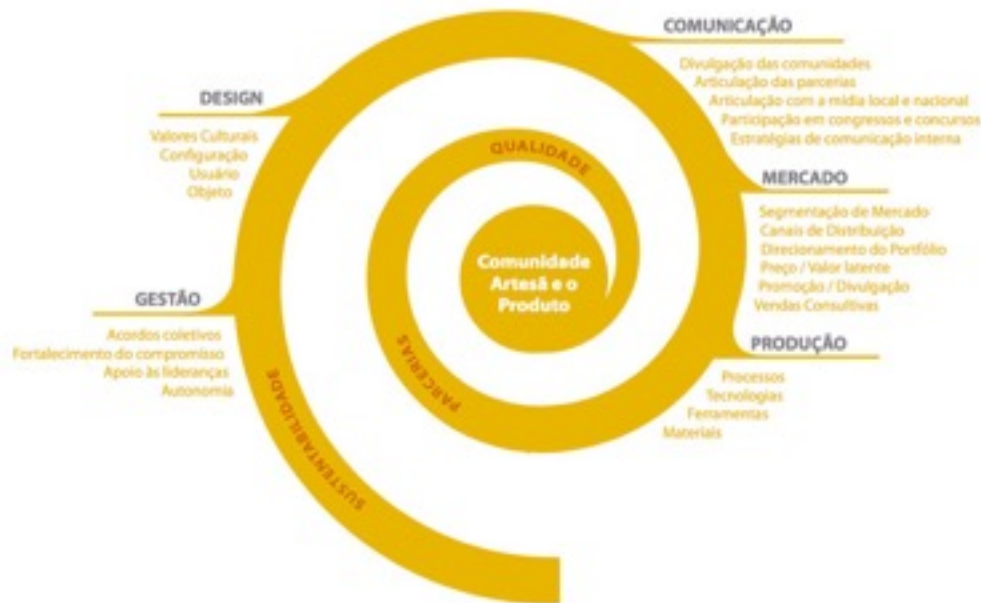 COMUNICAÇÃO
Divulgação das comunidades
Articulação das parcerias
Articulação com a mídia local e nacional
Participação em congressos e concursos
Estratégias de comunicação interna
DESIGN
Valores Culturais
Configuração
Usuário
Objeto
QUALIDADE
MERCADO
Segmentação de Mercado
Canais de Distribuição
Direcionamento do Portfólio
Preço / Valor latente
Promoção / Divulgação
Vendas Consultivas
Comunidade
Artesã e o
Produto
GESTÃO
Acordos coletivos
Fortalecimento do compromisso
Apoio às lideranças
Autonomia
PRODUÇÃO
Processos
Tecnologias
Ferramentas
Materiais
PARCERIAS
SUSTENTABILIDADE